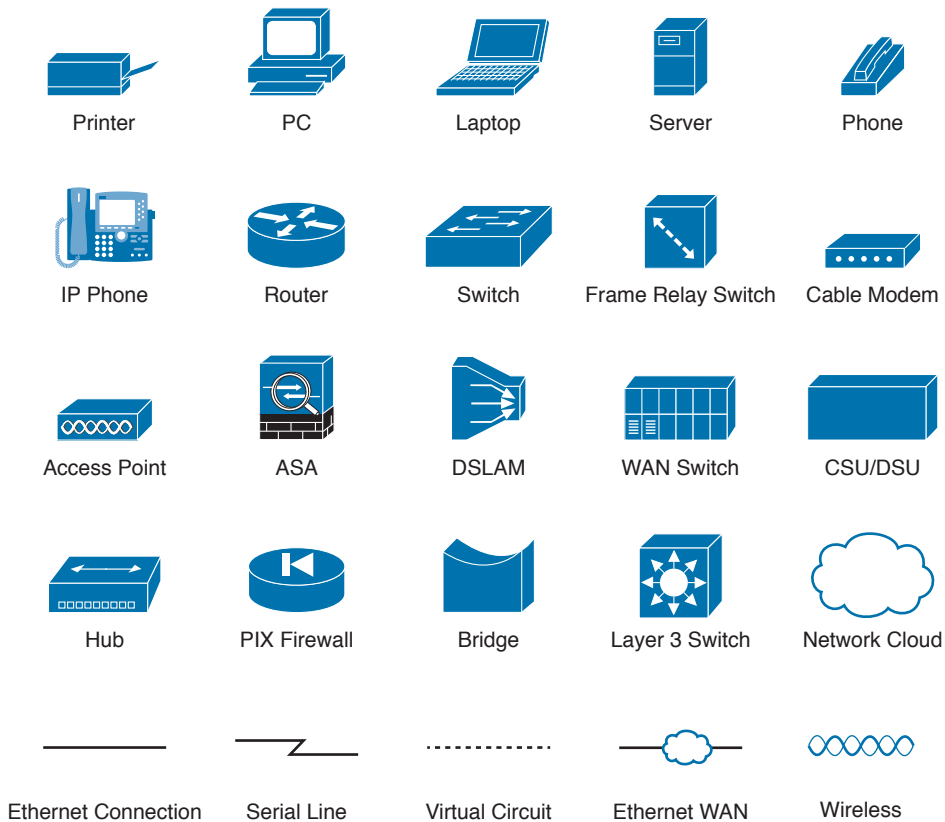 Printer
PC
Laptop
Server
Phone
IP Phone
Router
Switch
Frame Relay Switch
Cable Modem
Access Point
ASA
DSLAM
WAN Switch
CSU/DSU
Hub
PIX Firewall
Bridge
Layer 3 Switch
Network Cloud
Ethernet Connection
Serial Line
Virtual Circuit
Ethernet WAN
Wireless